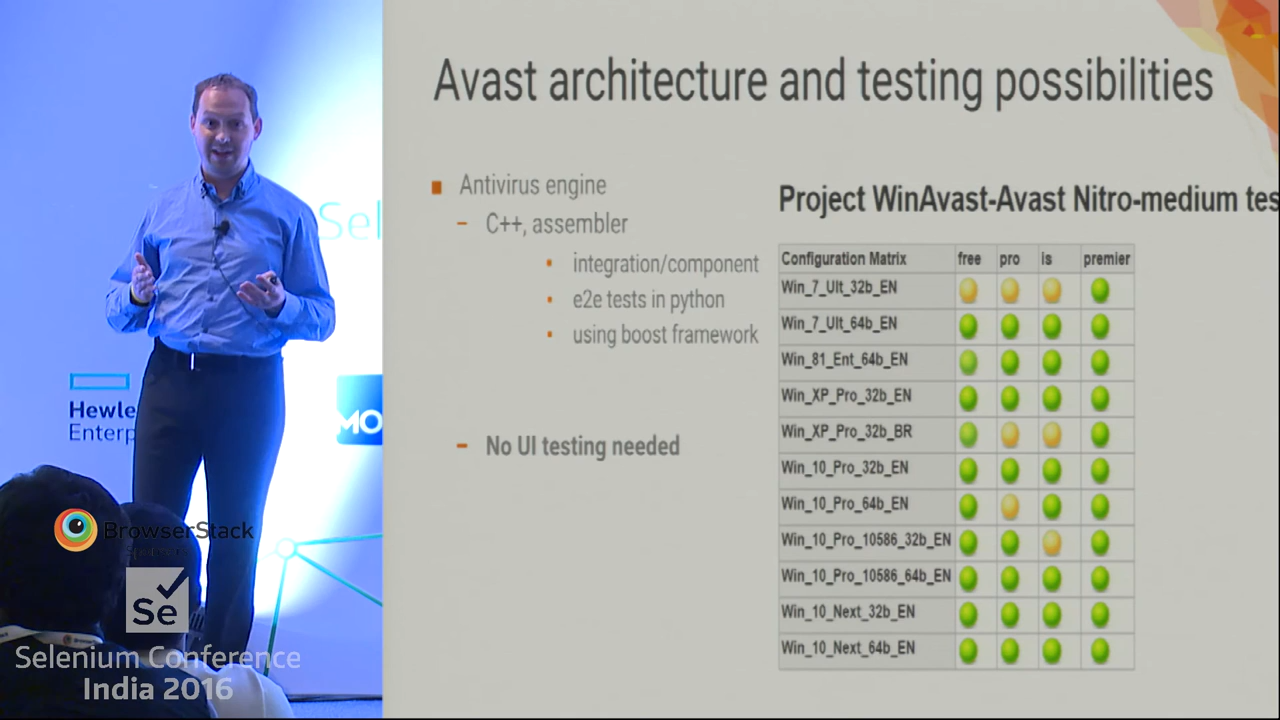 Avast architecture and testing possibilities
Antivirus engine
C++, assembler
integration/component
e2e tests in python
using boost framework
No UI testing needed
Project WinAvast-Avast Nitro-medium tes
Configuration Matrix free pro is premier
Win_7_Ult_32b_EN
Win_7_Ult_64b_EN
Win_81_Ent_64b_EN
Win_XP_Pro_32b_EN
Win_XP_Pro_32b_BR
Win_10_Pro_32b_EN
Win_10_Pro_64b_EN
Win_10_Pro_10586_32b_EN
Win_10_Pro_10586_64b_EN
Win_10_Next_32b_EN
Win_10_Next_64b_EN
Sel
Hewle
Enterp
MO
BrowserStack
Se
Selenium Conference
India 2016